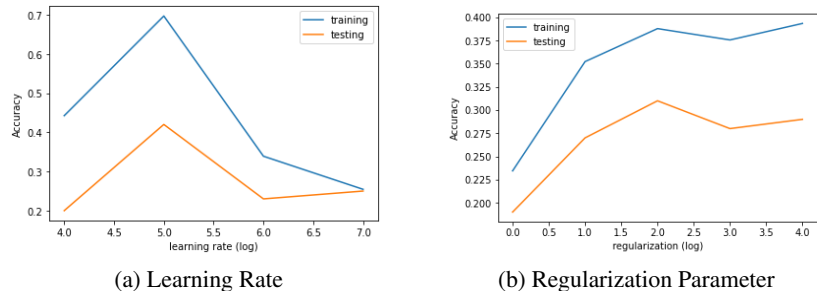 training
testing
Accuracy
0.7
0.6
0.5
0.4
0.3
0.2
4.0 4.5 5.0 5.5 6.0 6.5 7.0
learning rate (log)
(a) Learning Rate
training
testing
Accuracy
0.400
0.375
0.350
0.325
0.300
0.275
0.250
0.225
0.200
0.0 0.5 1.0 1.5 2.0 2.5 3.0 3.5 4.0
regularization (log)
(b) Regularization Parameter